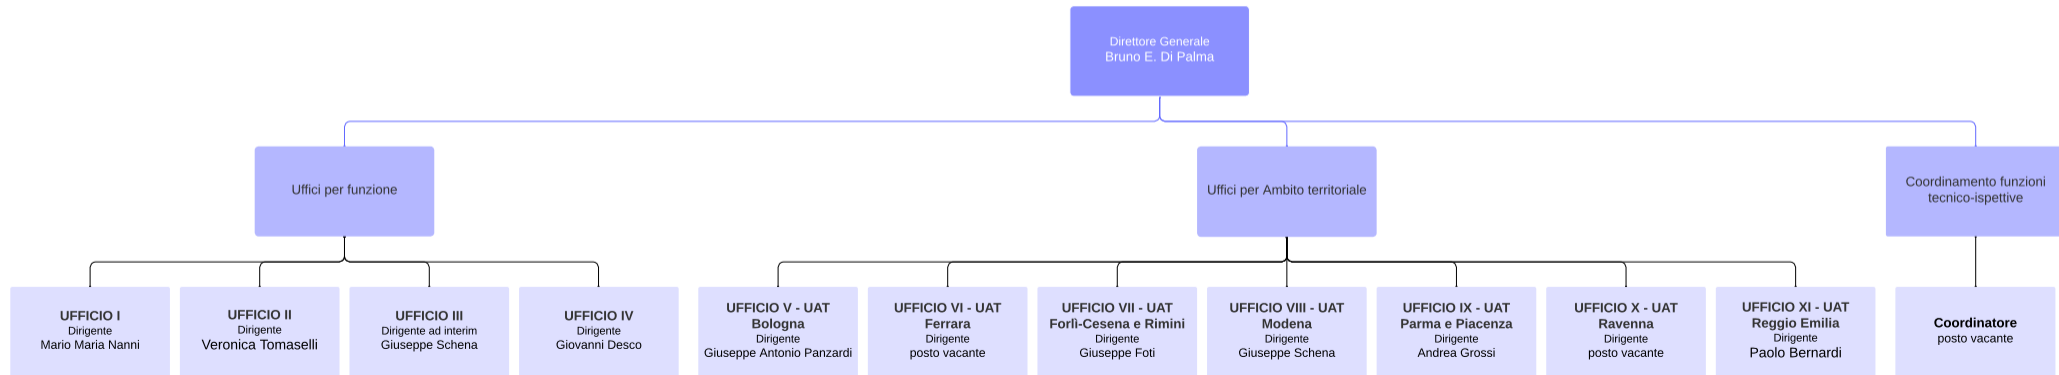 Direttore Generale
Bruno E. Di Palma
Uffici per funzione
Uffici per Ambito territoriale
Coordinamento funzioni
tecnico-ispettive
UFFICIO I
Dirigente
Mario Maria Nanni
UFFICIO II
Dirigente
Veronica Tomaselli
UFFICIO III
Dirigente ad interim
Giuseppe Schena
UFFICIO IV
Dirigente
Giovanni Desco
UFFICIO V - UAT
Bologna
Dirigente
Giuseppe Antonio Panzardi
UFFICIO VI - UAT
Ferrara
Dirigente
posto vacante
UFFICIO VII - UAT
Forlì-Cesena e Rimini
Dirigente
Giuseppe Foti
UFFICIO VIII - UAT
Modena
Dirigente
Giuseppe Schena
UFFICIO IX - UAT
Parma e Piacenza
Dirigente
Andrea Grossi
UFFICIO X - UAT
Ravenna
Dirigente
posto vacante
UFFICIO XI - UAT
Reggio Emilia
Dirigente
Paolo Bernardi
Coordinatore
posto vacante